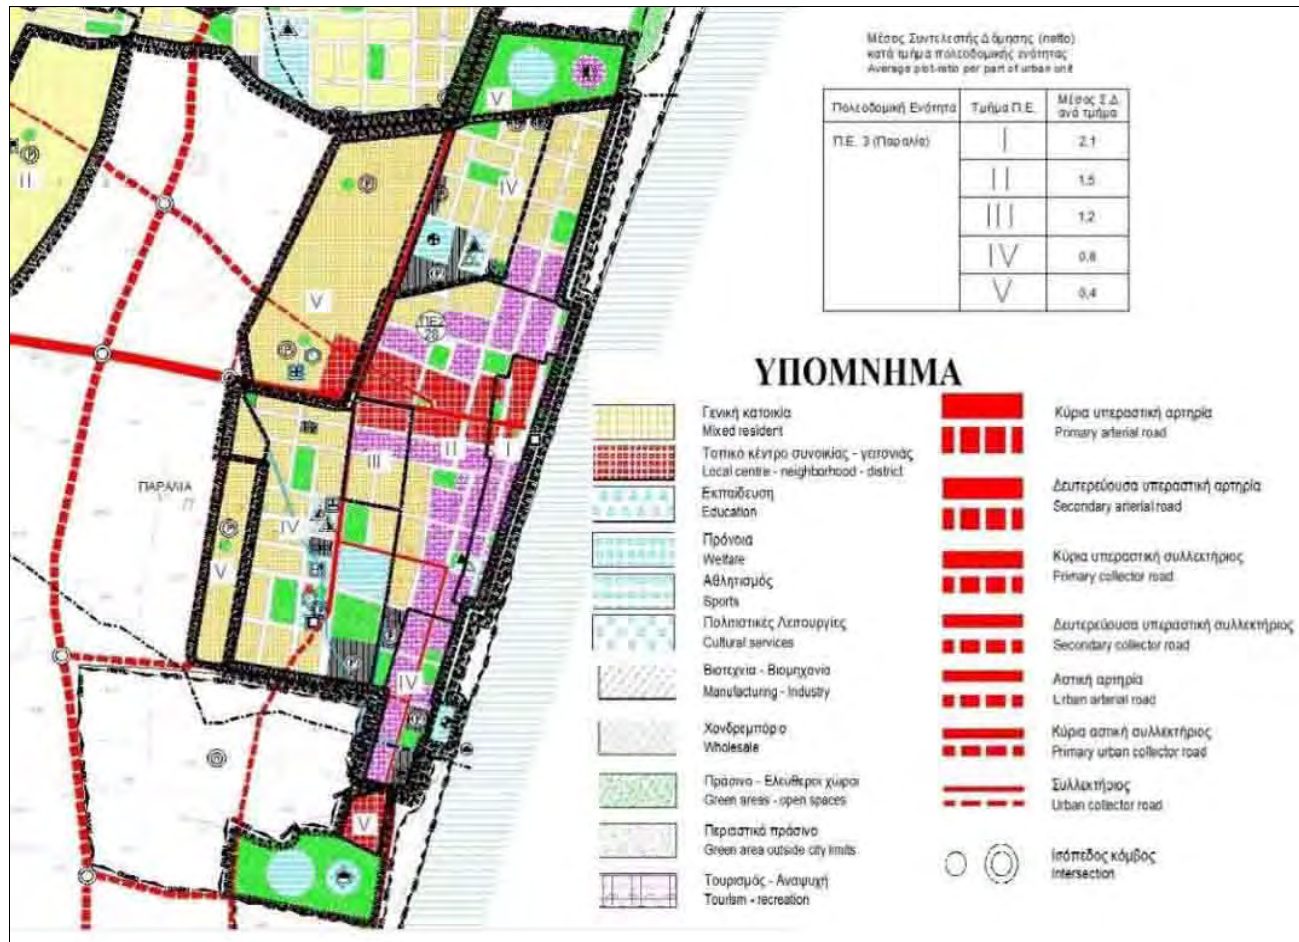 Μέσος Συντελεστής Δόμησης (netto)
κατά τμήμα πολεοδομικής ενότητας
Average plot-ratio per part of urban unit
Πολεοδομική Ενότητα Τμήμα Π.Ε. Μέσος Σ.Δ. ανά τμήμα
Π.Ε. 3 (Παραλία) I 2,1
II 1,5
III 1,2
IV 0,8
V 0,4
V
II
IV
V
ΠΕ2
28
III
II
I
ΠΑΡΑΛΙΑ
IV
V
IV
V
ΥΠΟΜΝΗΜΑ
Γενική κατοικία
Mixed resident
Τοπικό κέντρο συνοικίας - γειτονιάς
Local centre - neighborhood - district
Εκπαίδευση
Education
Πρόνοια
Welfare
Αθλητισμός
Sports
Πολιτιστικές Λειτουργίες
Cultural services
Βιοτεχνία - Βιομηχανία
Manufacturing - Industry
Χονδρεμπόριο
Wholesale
Πράσινο - Ελεύθεροι χώροι
Green areas - open spaces
Περιαστικό πράσινο
Green area outside city limits
Τουρισμός - Αναψυχή
Tourism - recreation
Κύρια υπεραστική αρτηρία
Primary arterial road
Δευτερεύουσα υπεραστική αρτηρία
Secondary arterial road
Κύρια υπεραστική συλλεκτήριος
Primary collector road
Δευτερεύουσα υπεραστική συλλεκτήριος
Secondary collector road
Αστική αρτηρία
Urban arterial road
Κύρια αστική συλλεκτήριος
Primary urban collector road
Συλλεκτήριος
Urban collector road
Ισόπεδος κόμβος
Intersection